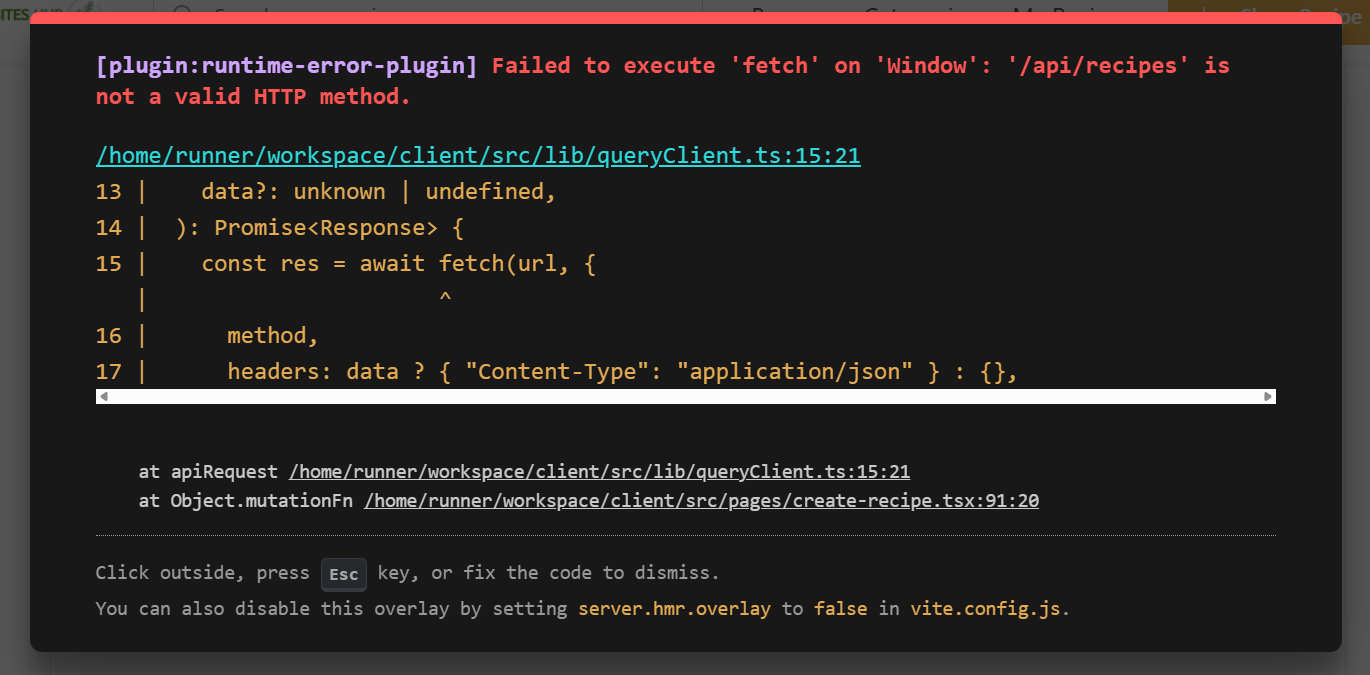 [plugin:runtime-error-plugin] Failed to execute 'fetch' on 'Window': '/api/recipes' is
not a valid HTTP method.
/home/runner/workspace/client/src/lib/queryClient.ts:15:21
13 |    data?: unknown | undefined,
14 |  ): Promise<Response> {
15 |    const res = await fetch(url, {
   |                      ^
16 |      method,
17 |      headers: data ? { "Content-Type": "application/json" } : {},
at apiRequest /home/runner/workspace/client/src/lib/queryClient.ts:15:21
at Object.mutationFn /home/runner/workspace/client/src/pages/create-recipe.tsx:91:20
Click outside, press Esc key, or fix the code to dismiss.
You can also disable this overlay by setting server.hmr.overlay to false in vite.config.js.